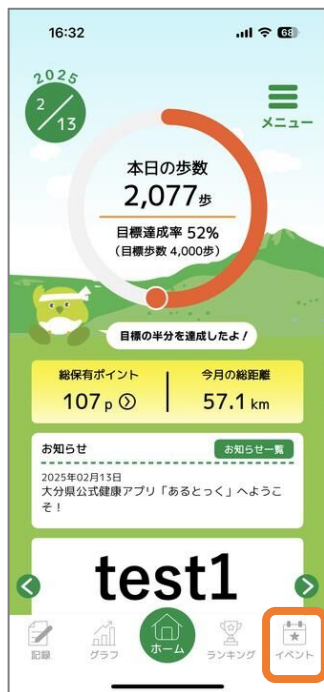 16:32
68
2025
2/13
メニュー
本日の歩数
2,077歩
目標達成率 52%
（目標歩数 4,000歩）
目標の半分を達成したよ！
総保有ポイント
107 p
今月の総距離
57.1 km
お知らせ
お知らせ一覧
2025年02月13日
大分県公式健康アプリ「あるとっく」へようこ
そ！
test1
記録
グラフ
ホーム
ランキング
イベント